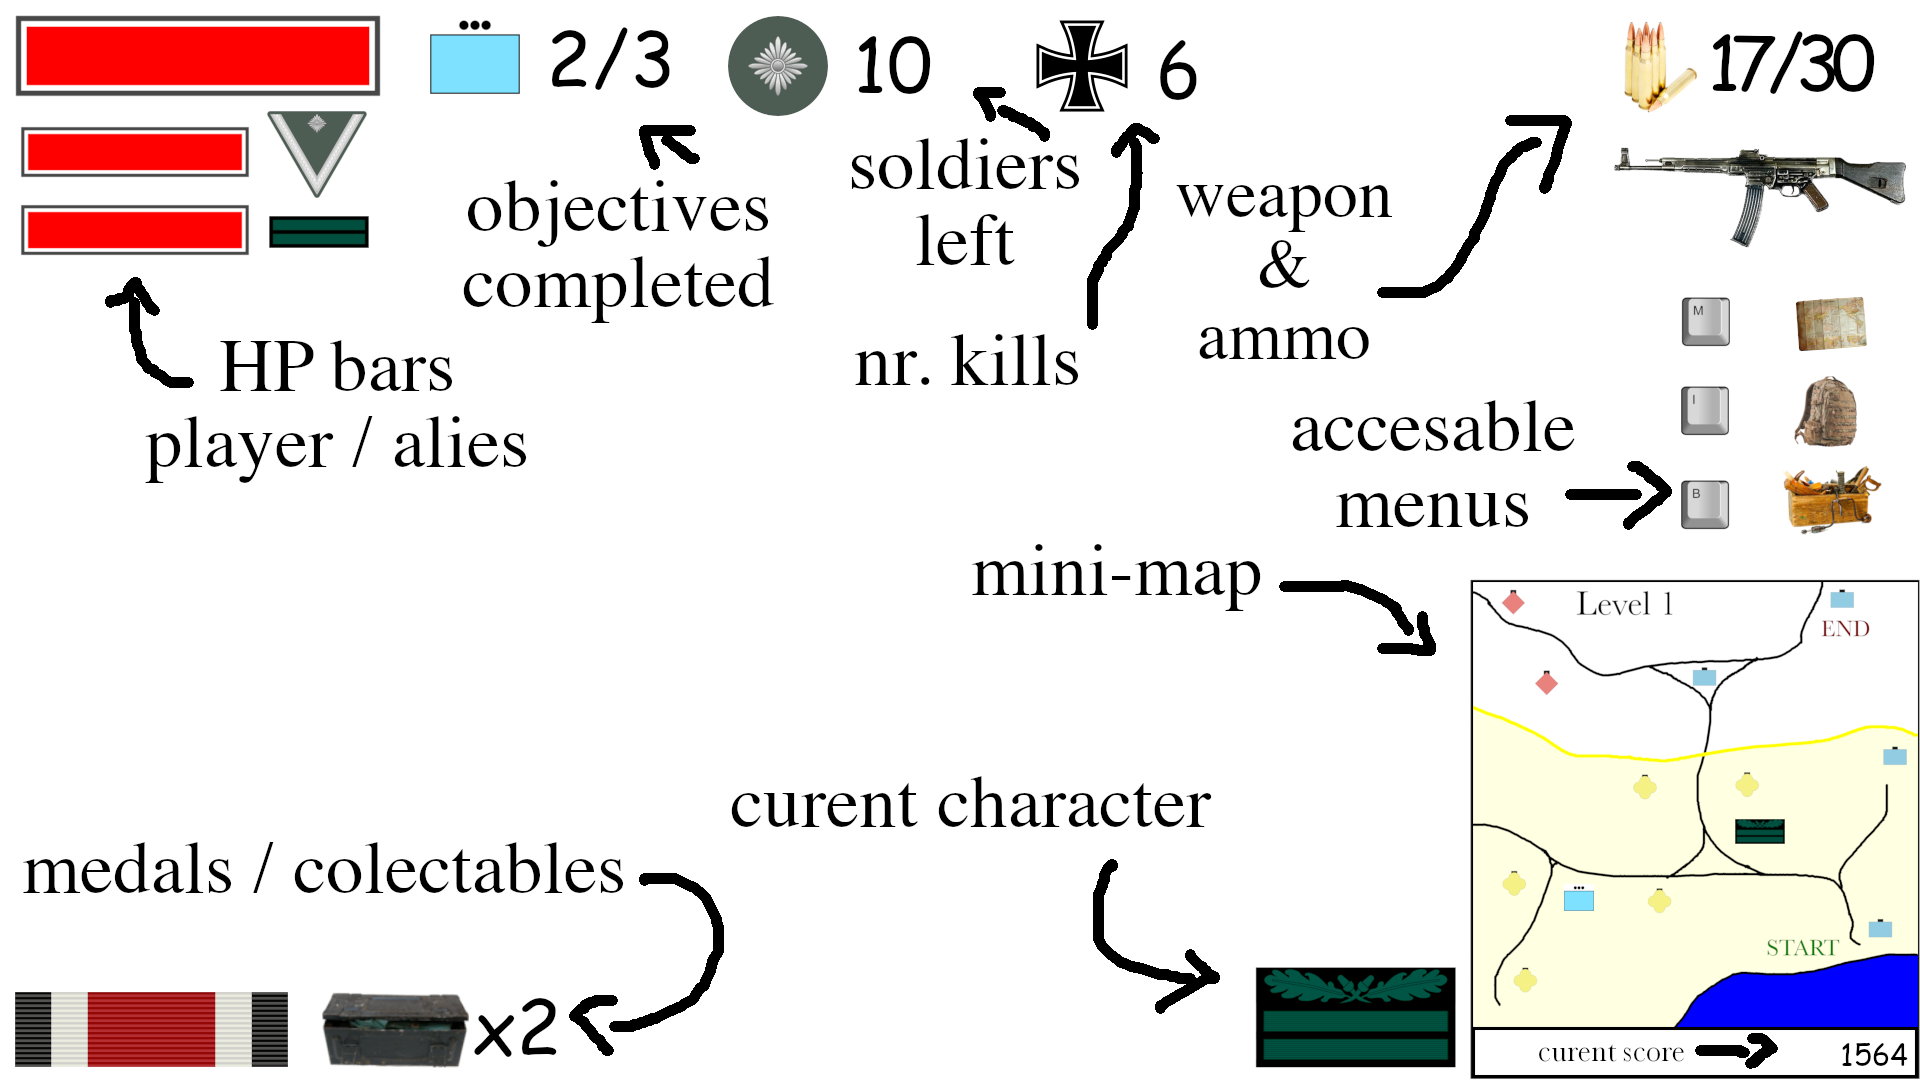 2/3
10
6
17/30
objectives
completed
soldiers
left
weapon
&
ammo
nr. kills
HP bars
player / alies
M
I
B
accesable
menus
mini-map
Level 1
END
START
curent character
medals / colectables
x2
curent score
1564